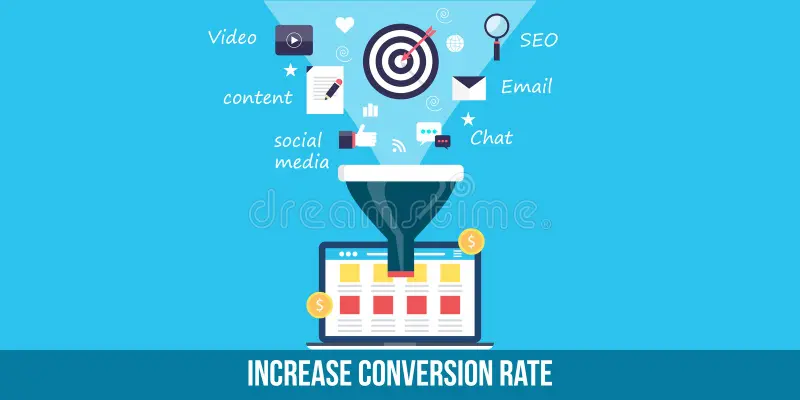 Video
SEO
content
Email
social
media
Chat
dreamstime
INCREASE CONVERSION RATE